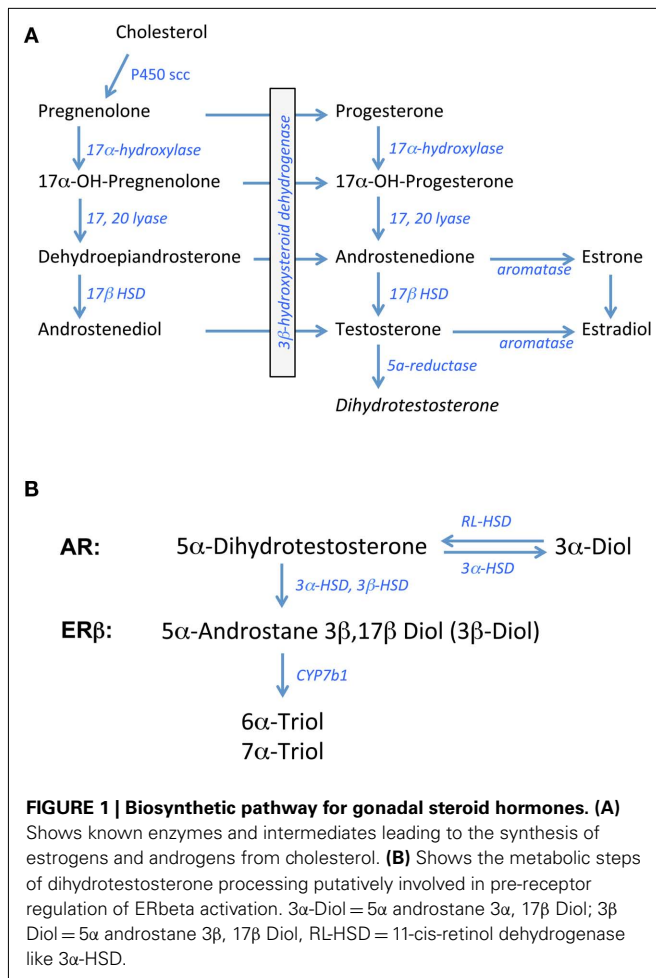 A
Cholesterol
P450 scc
Pregnenolone
Progesterone
17α-hydroxylase
17α-hydroxylase
17α-OH-Pregnenolone
17α-OH-Progesterone
3β-hydroxysteroid dehydrogenase
17, 20 lyase
17, 20 lyase
Dehydroepiandrosterone
Androstenedione
aromatase
Estrone
17β HSD
17β HSD
Androstenediol
Testosterone
aromatase
Estradiol
5a-reductase
Dihydrotestosterone
B
AR:
5α-Dihydrotestosterone
RL-HSD
3α-HSD
3α-Diol
3α-HSD, 3β-HSD
ERβ:
5α-Androstane 3β,17β Diol (3β-Diol)
CYP7b1
6α-Triol
7α-Triol
FIGURE 1 | Biosynthetic pathway for gonadal steroid hormones. (A)
Shows known enzymes and intermediates leading to the synthesis of
estrogens and androgens from cholesterol. (B) Shows the metabolic steps
of dihydrotestosterone processing putatively involved in pre-receptor
regulation of ERbeta activation. 3α-Diol = 5α androstane 3α, 17β Diol; 3β
Diol = 5α androstane 3β, 17β Diol, RL-HSD = 11-cis-retinol dehydrogenase
like 3α-HSD.